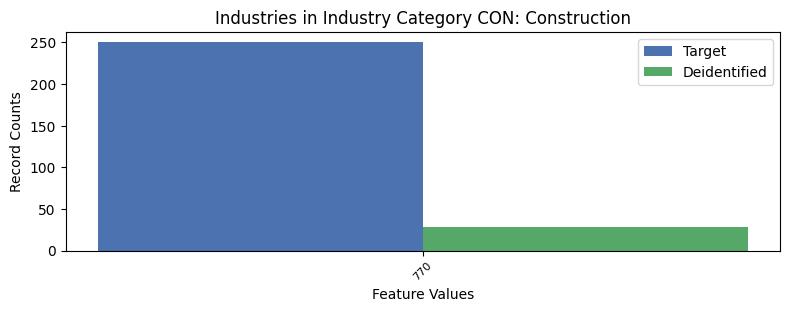 Industries in Industry Category CON: Construction
Target
Deidentified
Record Counts
250
200
150
100
50
0
770
Feature Values